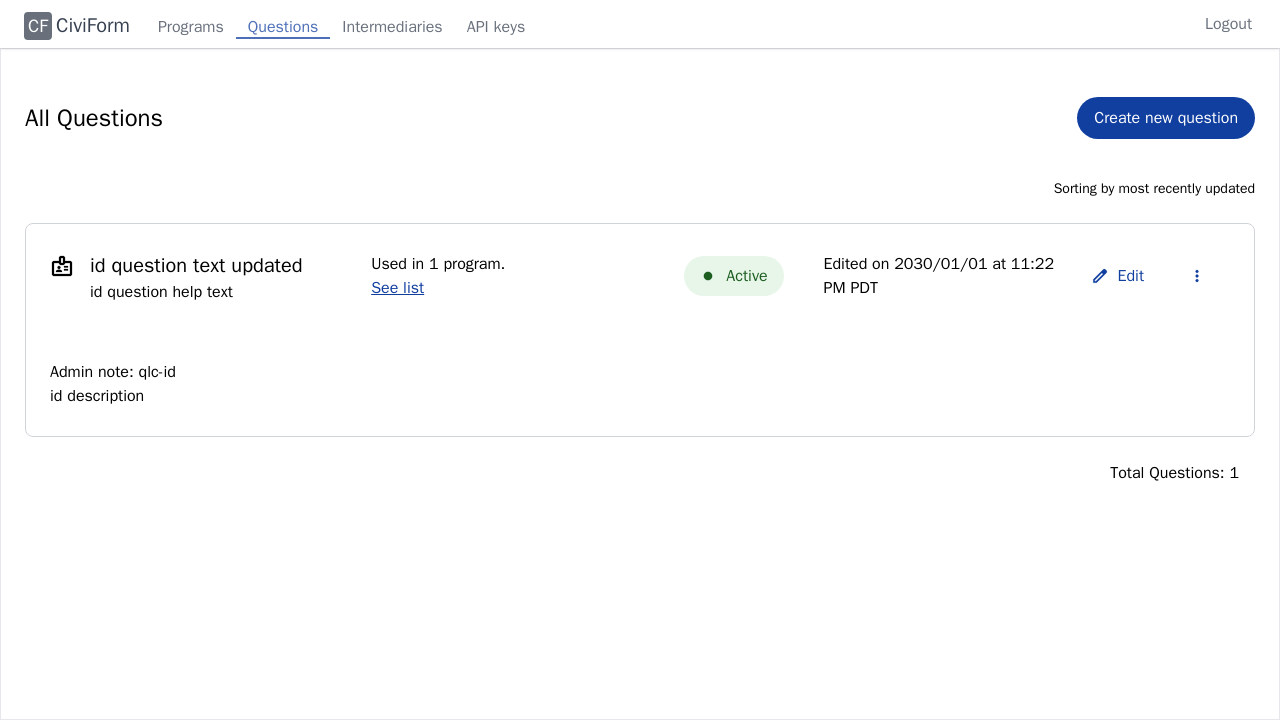 CF CiviForm Programs Questions Intermediaries API keys Logout
All Questions
Create new question
Sorting by most recently updated
id question text updated
id question help text
Used in 1 program.
See list
Active
Edited on 2030/01/01 at 11:22
PM PDT
Edit
Admin note: qlc-id
id description
Total Questions: 1